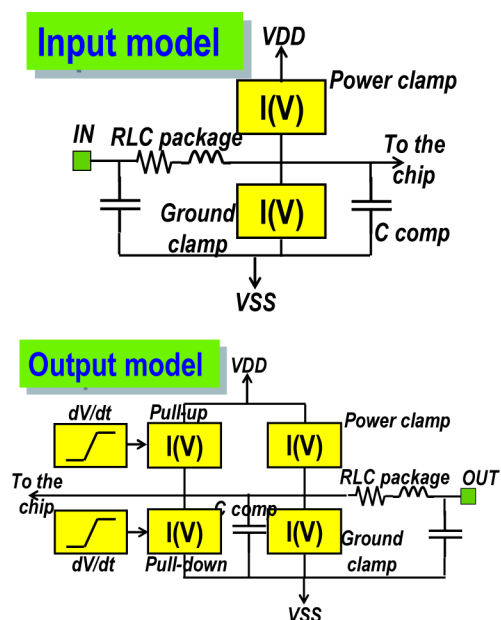 Input model
VDD
Power clamp
I(V)
IN
RLC package
To the
chip
Ground
clamp
I(V)
C comp
VSS
Output model
VDD
dV/dt
Pull-up
I(V)
I(V)
Power clamp
To the
chip
RLC package
OUT
C comp
I(V)
I(V)
Ground
clamp
dV/dt
Pull-down
VSS